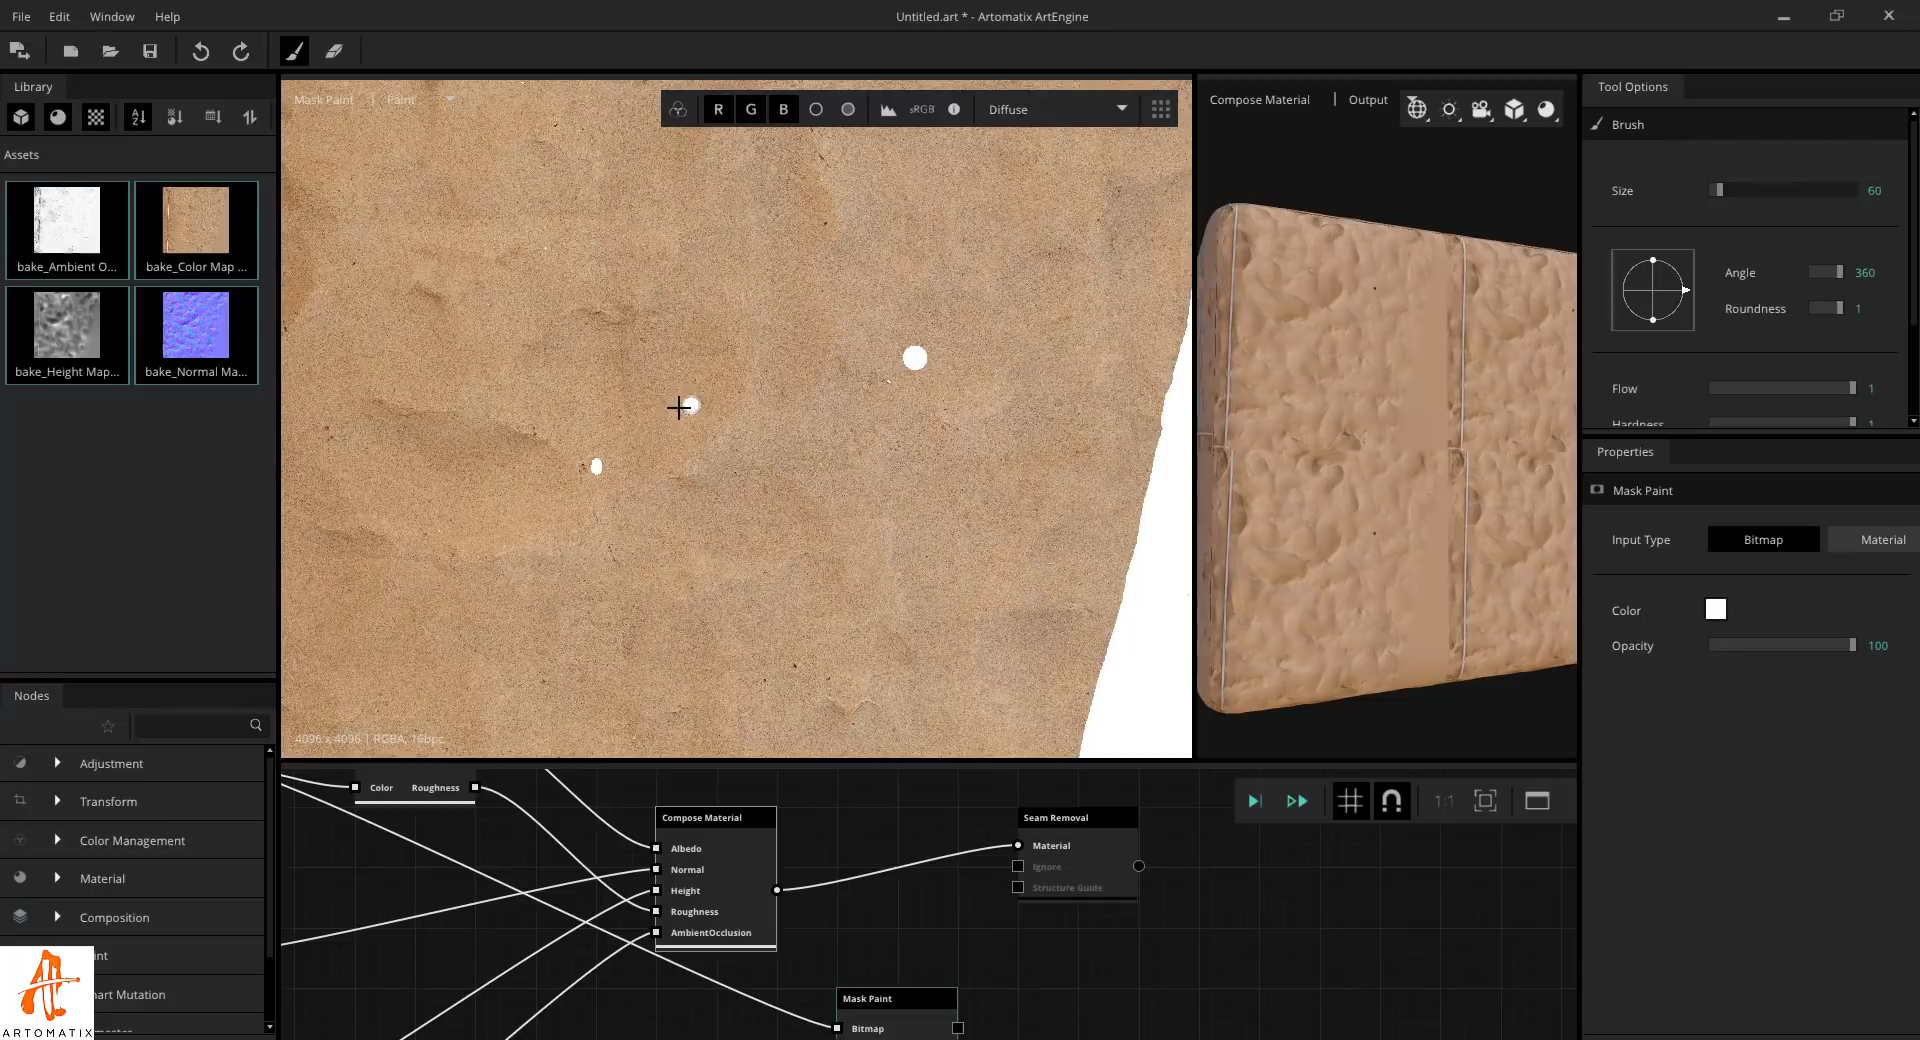 File Edit Window Help
Untitled.art * - Artomatix ArtEngine
Library
Assets
bake_Ambient O...
bake_Color Map ...
bake_Height Map...
bake_Normal Ma...
Nodes
Adjustment
Transform
Color Management
Material
Composition
int
art Mutation
ARTOMATIX
Mask Paint | Paint
R G B
sRGB
Diffuse
4096 x 4096 | RGBA, 16bpc
Compose Material | Output
Color Roughness
Compose Material
Albedo
Normal
Height
Roughness
AmbientOcclusion
Seam Removal
Material
Ignore
Structure Guide
Mask Paint
Bitmap
1:1
Tool Options
Brush
Size 60
Angle 360
Roundness 1
Flow 1
Hardness 1
Properties
Mask Paint
Input Type Bitmap Material
Color
Opacity 100